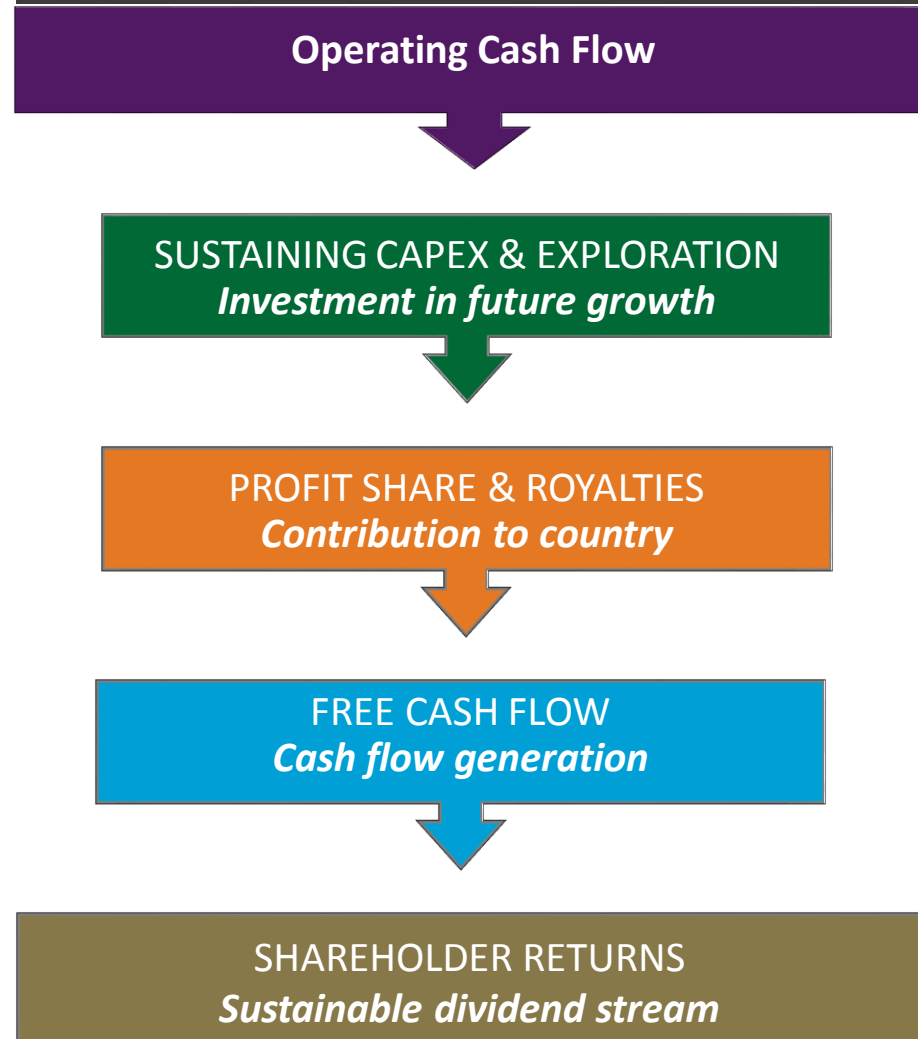 Operating Cash Flow
SUSTAINING CAPEX & EXPLORATION
Investment in future growth
PROFIT SHARE & ROYALTIES
Contribution to country
FREE CASH FLOW
Cash flow generation
SHAREHOLDER RETURNS
Sustainable dividend stream